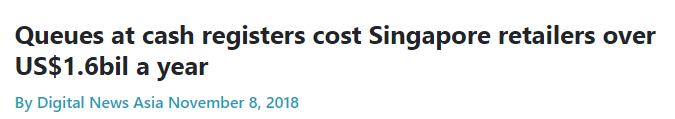 Queues at cash registers cost Singapore retailers over
US$1.6bil a year
By Digital News Asia November 8, 2018